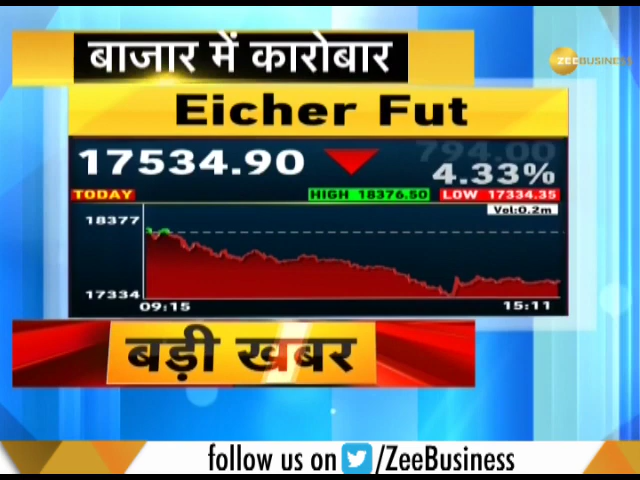 बाजार में कारोबार
ZEEBUSINESS
Eicher Fut
17534.90
794.00
4.33%
TODAY
HIGH 18376.50
LOW 17334.35
Vol:0.2m
18377
17334
09:15
15:11
बड़ी खबर
follow us on /ZeeBusiness